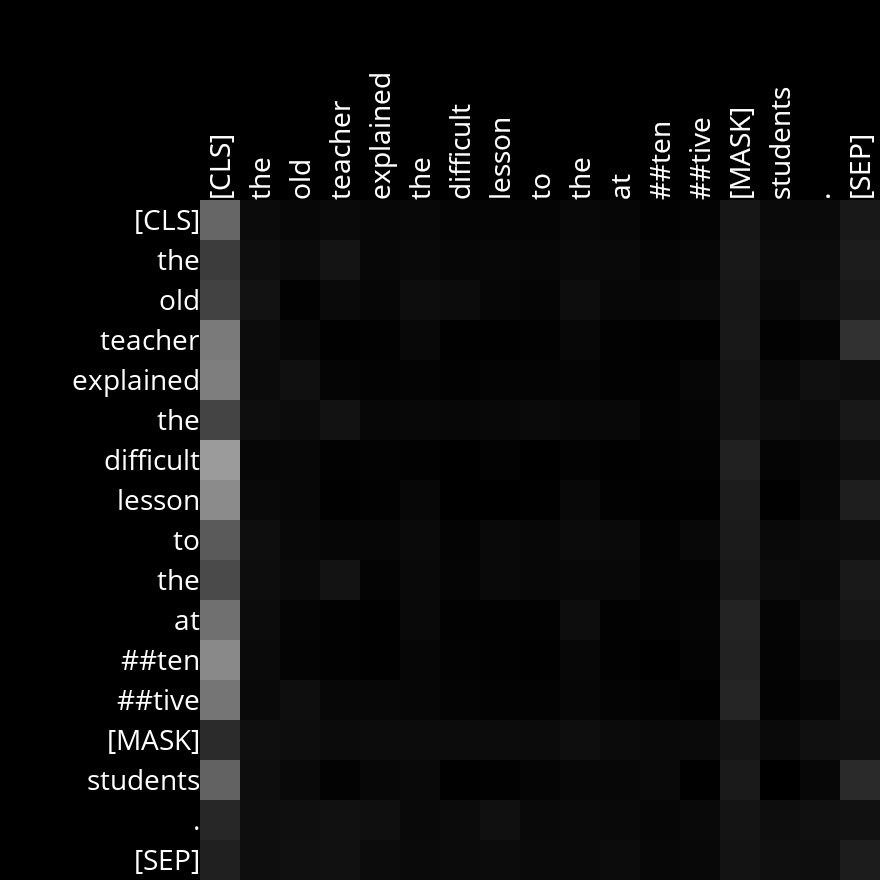 [CLS] the old teacher explained the difficult lesson to the at ##ten ##tive [MASK] students . [SEP]
[CLS]
the
old
teacher
explained
the
difficult
lesson
to
the
at
##ten
##tive
[MASK]
students
.
[SEP]